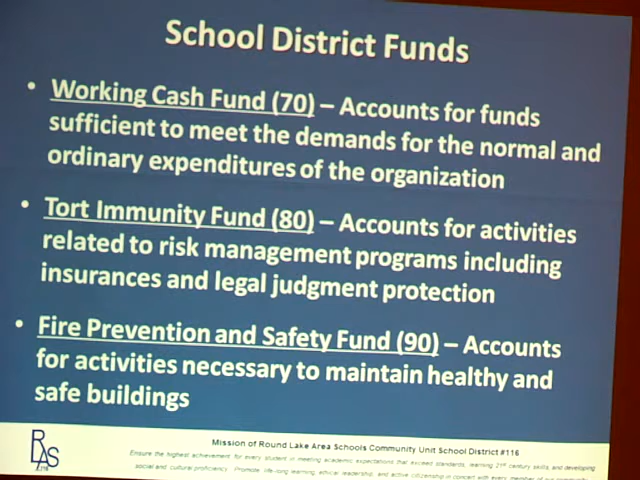 School District Funds
• Working Cash Fund (70) – Accounts for funds
sufficient to meet the demands for the normal and
ordinary expenditures of the organization
• Tort Immunity Fund (80) – Accounts for activities
related to risk management programs including
insurances and legal judgment protection
• Fire Prevention and Safety Fund (90) – Accounts
for activities necessary to maintain healthy and
safe buildings
RLAS
116
Mission of Round Lake Area Schools Community Unit School District #116
Ensure the highest achievement for every student in meeting academic expectations that exceed standards, learning 21st century skills, and developing
social and cultural proficiency. Promote life-long learning, ethical leadership, and active citizenship in concert with every member of our community.